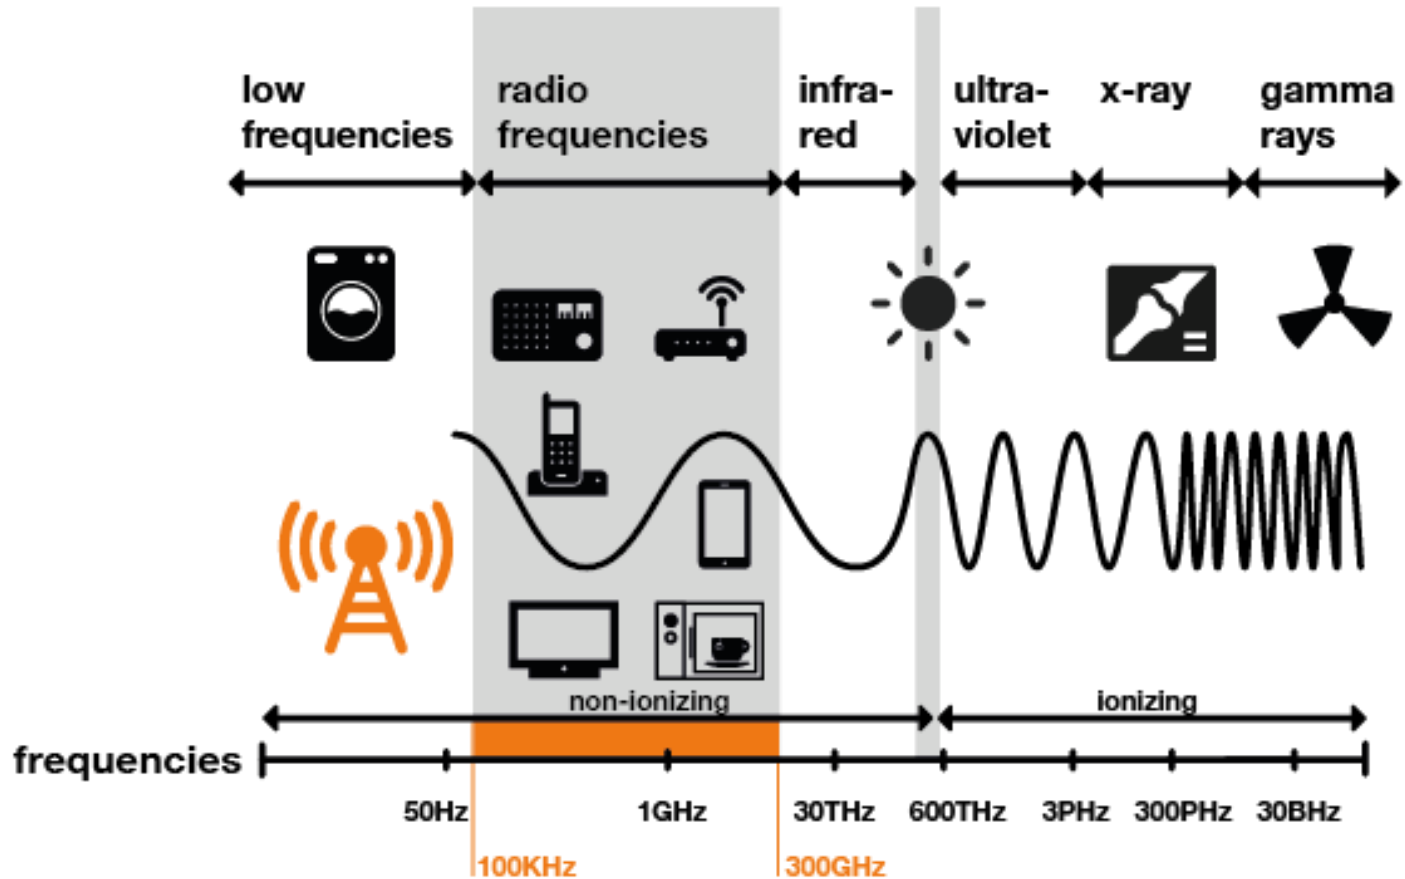 low
frequencies
radio
frequencies
infra-
red
ultra-
violet
x-ray
gamma
rays
non-ionizing
ionizing
frequencies
50Hz
1GHz
30THz
600THz
3PHz
300PHz
30BHz
100KHz
300GHz